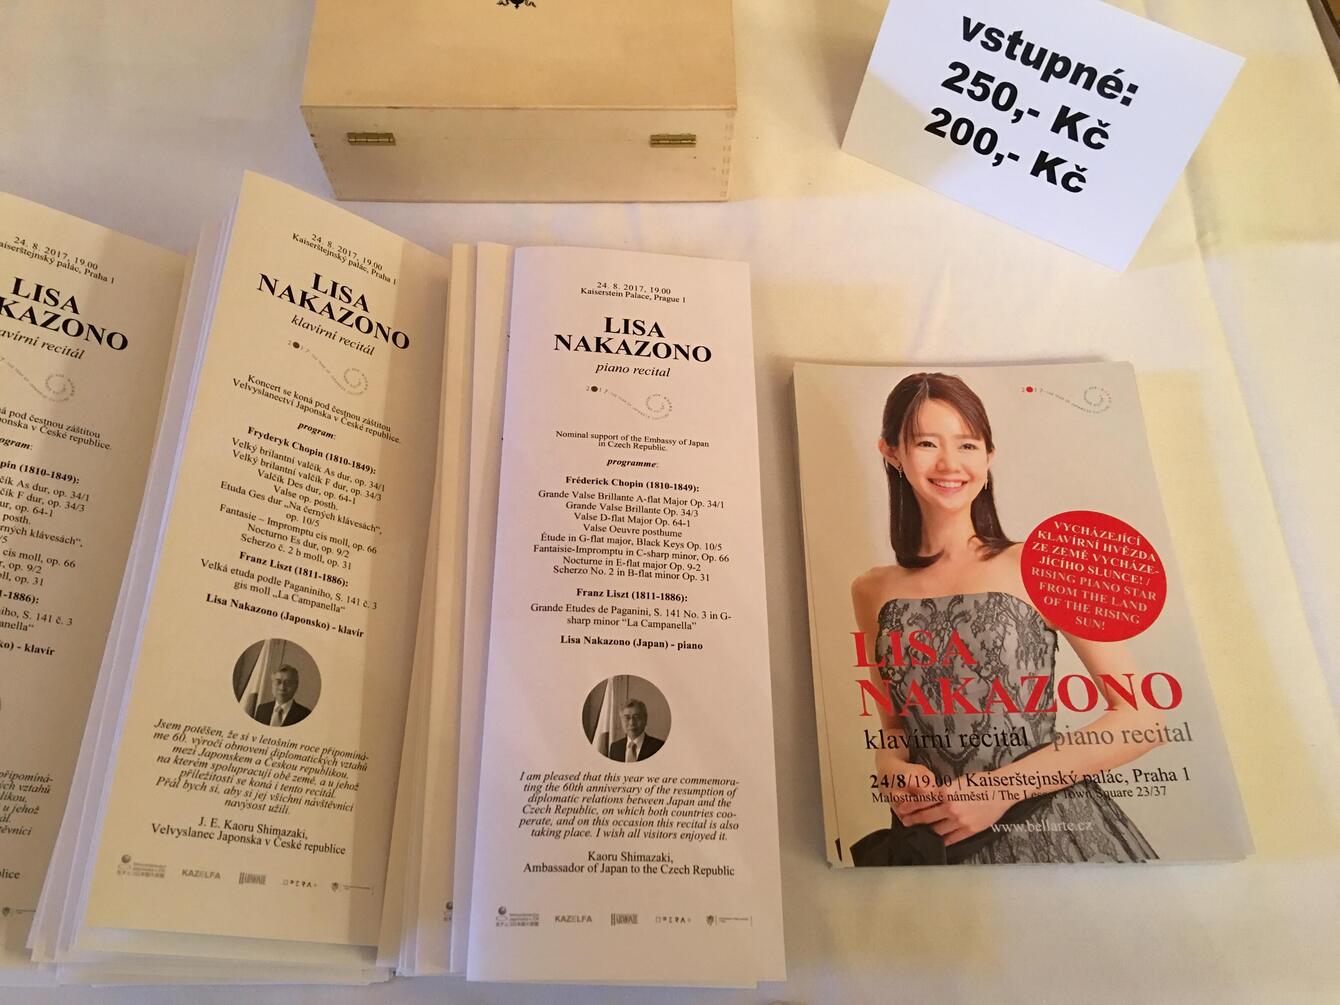 vstupné:
250,- Kč
200,- Kč
24. 8. 2017, 19.00
Kaiserštejnský palác, Praha 1
LISA
NAKAZONO
klavírní recitál
Koncert se koná pod čestnou záštitou
Velvyslanectví Japonska v České republice.
program:
Fryderyk Chopin (1810-1849):
Velký brilantní valčík As dur, op. 34/1
Velký brilantní valčík F dur, op. 34/3
Valčík Des dur, op. 64-1
Valse op. posth.
Etuda Ges dur „Na černých klávesách“,
op. 10/5
Fantasie – Impromptu cis moll, op. 66
Nocturno Es dur, op. 9/2
Scherzo č. 2 b moll, op. 31
Franz Liszt (1811-1886):
Velká etuda podle Paganiniho, S. 141 č. 3
gis moll „La Campanella“
Lisa Nakazono (Japonsko) - klavír
Jsem potěšen, že si v letošním roce připomíná-
me 60. výročí obnovení diplomatických vztahů
mezi Japonskem a Českou republikou,
na kterém spolupracují obě země, a u jehož
příležitosti se koná i tento recitál.
Přál bych si, aby si jej všichni návštěvníci
navýsost užili.
J. E. Kaoru Shimazaki,
Velvyslanec Japonska v České republice
KAZELFA
HARMONIE
24. 8. 2017, 19.00
Kaiserstein Palace, Prague 1
LISA
NAKAZONO
piano recital
Nominal support of the Embassy of Japan
in Czech Republic.
programme:
Fréderick Chopin (1810-1849):
Grande Valse Brillante A-flat Major Op. 34/1
Grande Valse Brillante Op. 34/3
Valse D-flat Major Op. 64-1
Valse Oeuvre posthume
Étude in G-flat major, Black Keys Op. 10/5
Fantaisie-Impromptu in C-sharp minor, Op. 66
Nocturne in E-flat major Op. 9-2
Scherzo No. 2 in B-flat minor Op. 31
Franz Liszt (1811-1886):
Grande Etudes de Paganini, S. 141 No. 3 in G-
sharp minor “La Campanella”
Lisa Nakazono (Japan) - piano
I am pleased that this year we are commemora-
ting the 60th anniversary of the resumption of
diplomatic relations between Japan and the
Czech Republic, on which both countries coo-
perate, and on this occasion this recital is also
taking place. I wish all visitors enjoyed it.
Kaoru Shimazaki,
Ambassador of Japan to the Czech Republic
KAZELFA
HARMONIE
VYCHÁZEJÍCÍ
KLAVÍRNÍ HVĚZDA
ZE ZEMĚ VYCHÁZE-
JÍCÍHO SLUNCE! /
RISING PIANO STAR
FROM THE LAND
OF THE RISING
SUN!
LISA
NAKAZONO
klavírní recitál / piano recital
24/8/19.00 | Kaiserštejnský palác, Praha 1
Malostranské náměstí / The Lesser Town Square 23/37
www.bellarte.cz